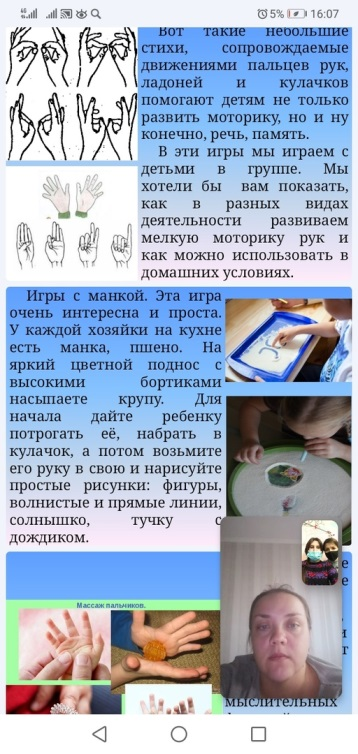 5%
16:07
Вот такие небольшие
стихи, сопровождаемые
движениями пальцев рук,
ладоней и кулачков
помогают детям не только
развить моторику, но и ну
конечно, речь, память.
В эти игры мы играем с
детьми в группе. Мы
хотели бы вам показать,
как в разных видах
деятельности развиваем
мелкую моторику рук и
как можно использовать в
домашних условиях.
Игры с манкой. Эта игра
очень интересна и проста.
У каждой хозяйки на кухне
есть манка, пшено. На
яркий цветной поднос с
высокими бортиками
насыпаете крупу. Для
начала дайте ребенку
потрогать её, набрать в
кулачок, а потом возьмите
его руку в свою и нарисуйте
простые рисунки: фигуры,
волнистые и прямые линии,
солнышко, тучку с
дождиком.
Массаж пальчиков.
мыслительных